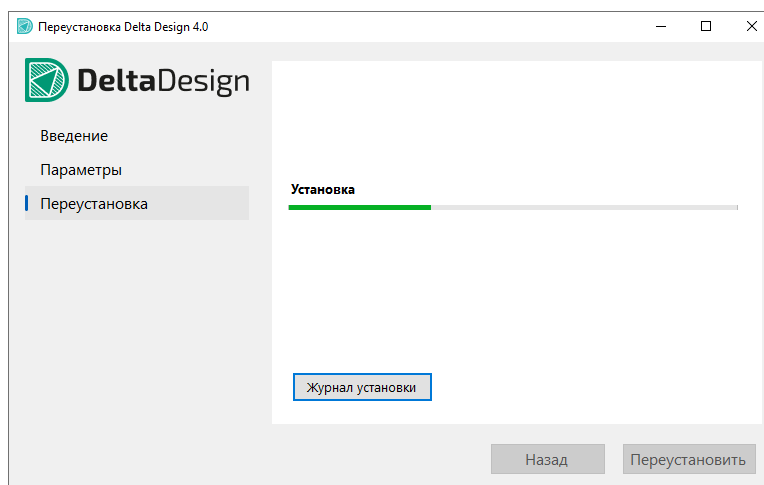 Переустановка Delta Design 4.0
DeltaDesign
Введение
Параметры
Переустановка
Установка
Журнал установки
Назад
Переустановить